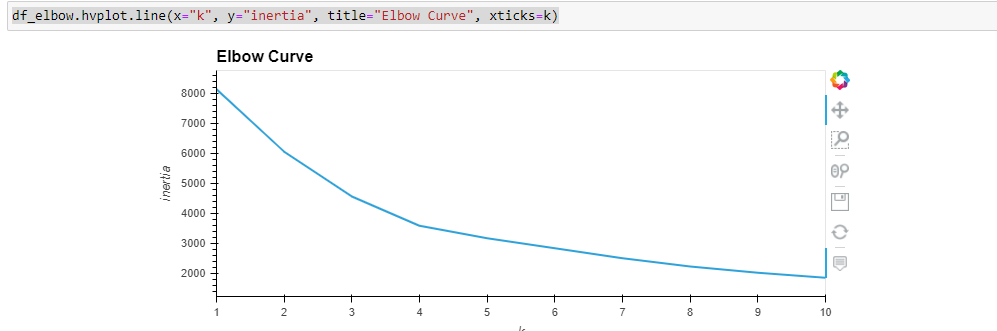 df_elbow.hvplot.line(x="k", y="inertia", title="Elbow Curve", xticks=k)
Elbow Curve
inertia
8000
7000
6000
5000
4000
3000
2000
1 2 3 4 5 6 7 8 9 10